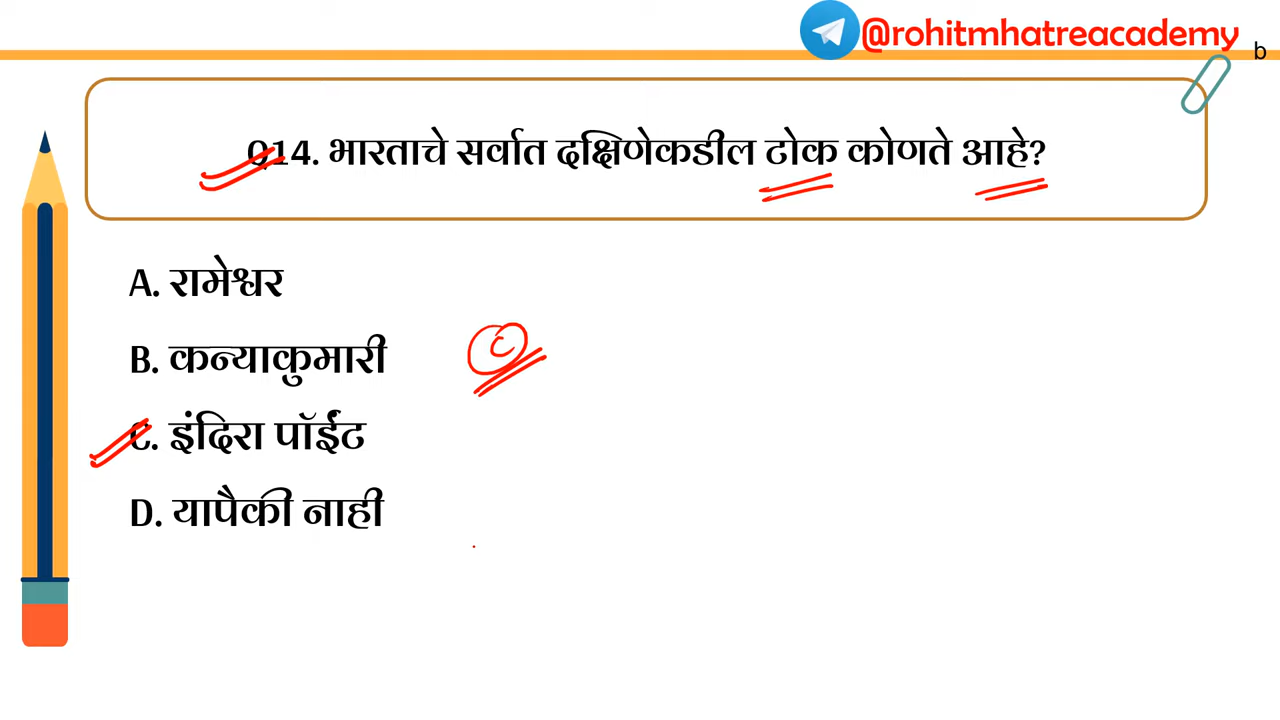 @rohitmhatreacademy
b
Q14. भारताचे सर्वात दक्षिणेकडील टोक कोणते आहे?
A. रामेश्वर
B. कन्याकुमारी
C
C. इंदिरा पॉईंट
D. यापैकी नाही